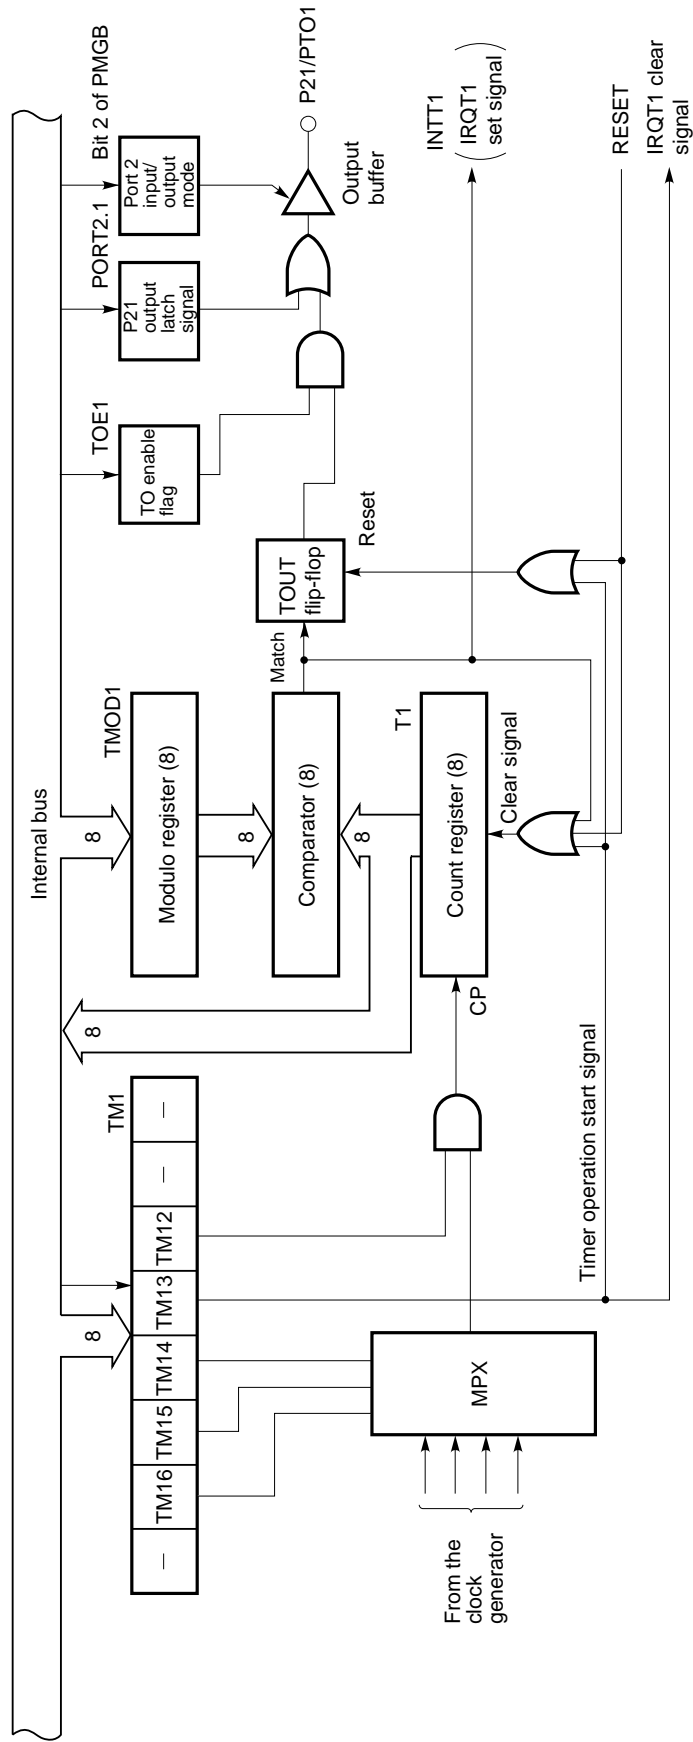 Internal bus
8
8
8
TM1
—
TM16
TM15
TM14
TM13
TM12
—
—
TMOD1
Modulo register (8)
8
Comparator (8)
8
Match
T1
Count register (8)
CP
Clear signal
TOE1
TO enable
flag
PORT2.1
P21
output
latch
signal
Bit 2 of PMGB
Port 2
input/
output
mode
TOUT
flip-flop
Reset
Output
buffer
P21/PTO1
INTT1
(IRQT1
set signal)
From the
clock
generator
MPX
Timer operation start signal
RESET
IRQT1 clear
signal